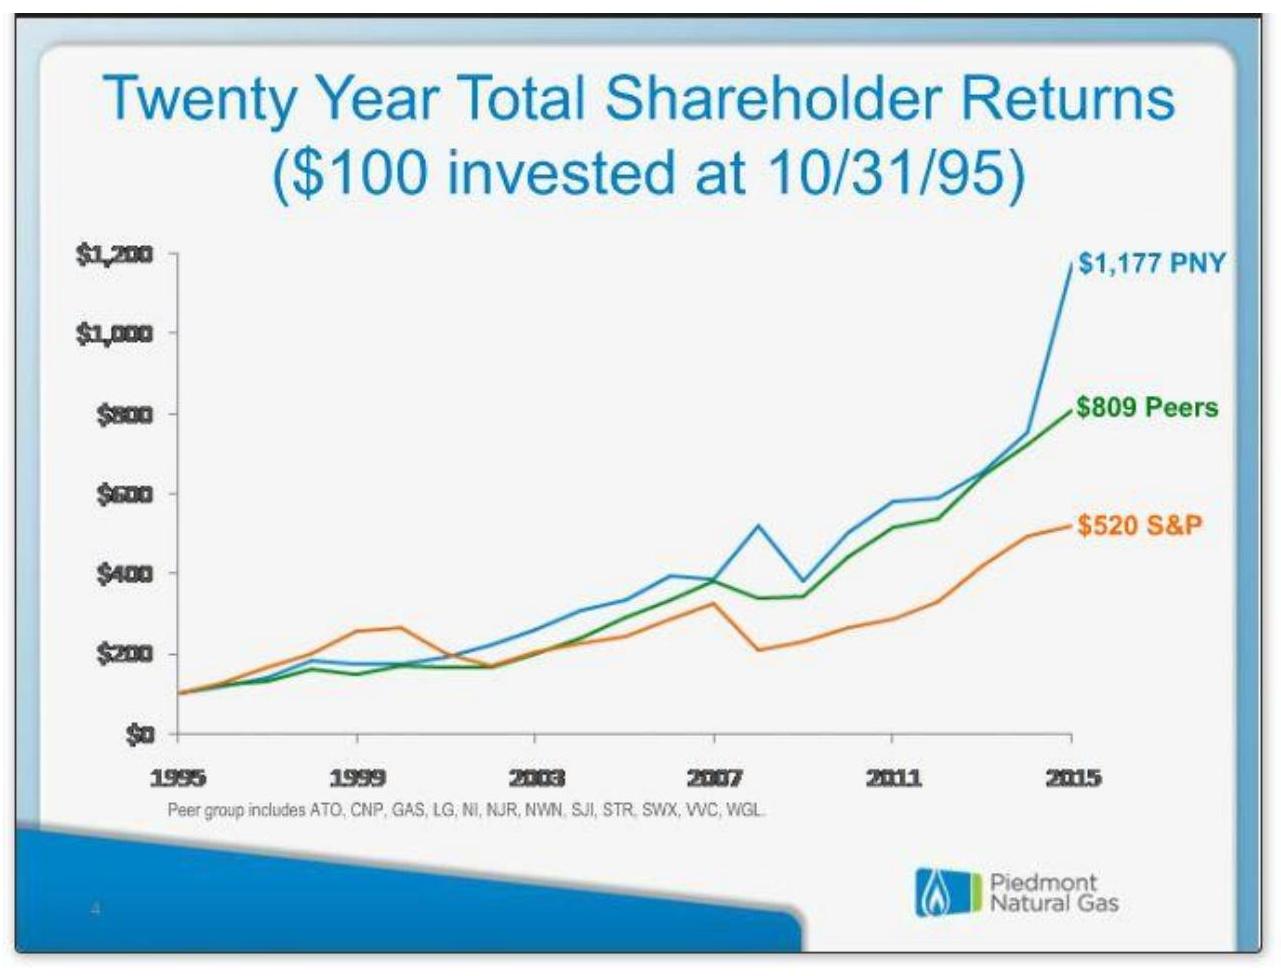 Twenty Year Total Shareholder Returns
($100 invested at 10/31/95)
$1,200
$1,177 PNY
$1,000
$800
$809 Peers
$600
$520 S&P
$400
$200
$0
1995 1999 2003 2007 2011 2015
Peer group includes ATO, CNP, GAS, LG, NI, NJR, NWN, SJI, STR, SWX, VVC, WGL.
Piedmont
Natural Gas
4